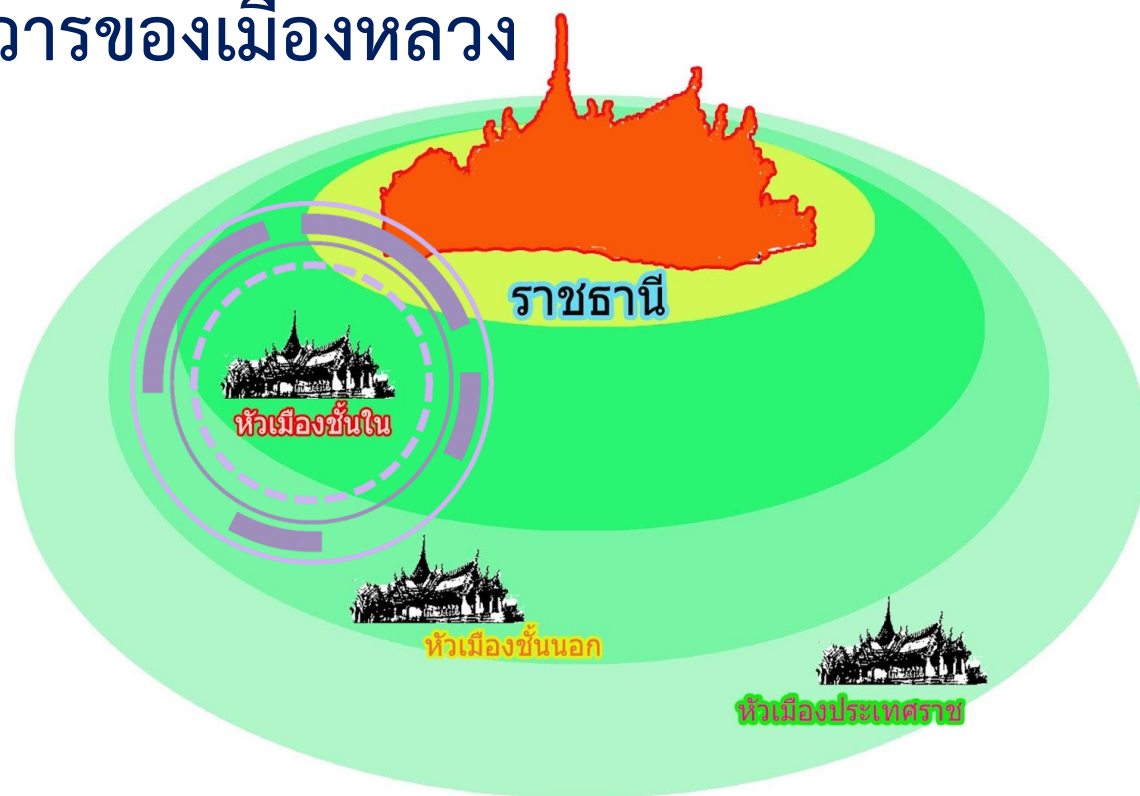 วารของเมืองหลวง
ราชธานี
หัวเมืองชั้นใน
หัวเมืองชั้นนอก
หัวเมืองประเทศราช